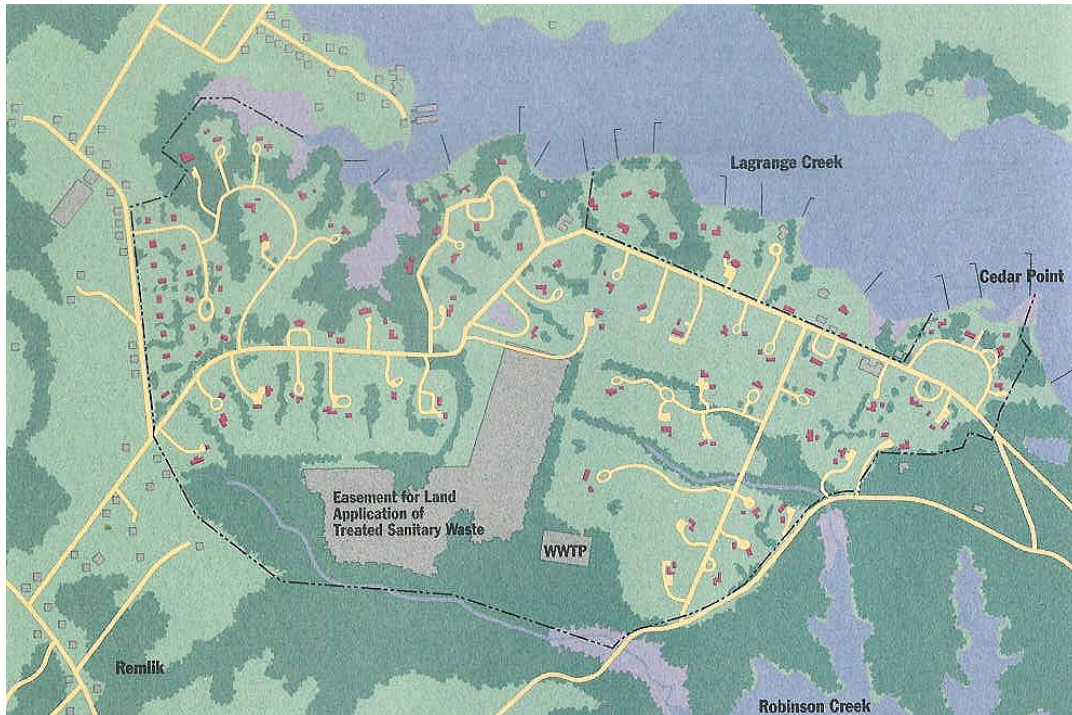 Lagrange Creek
Cedar Point
Easement for Land
Application of
Treated Sanitary Waste
WWTP
Remlik
Robinson Creek